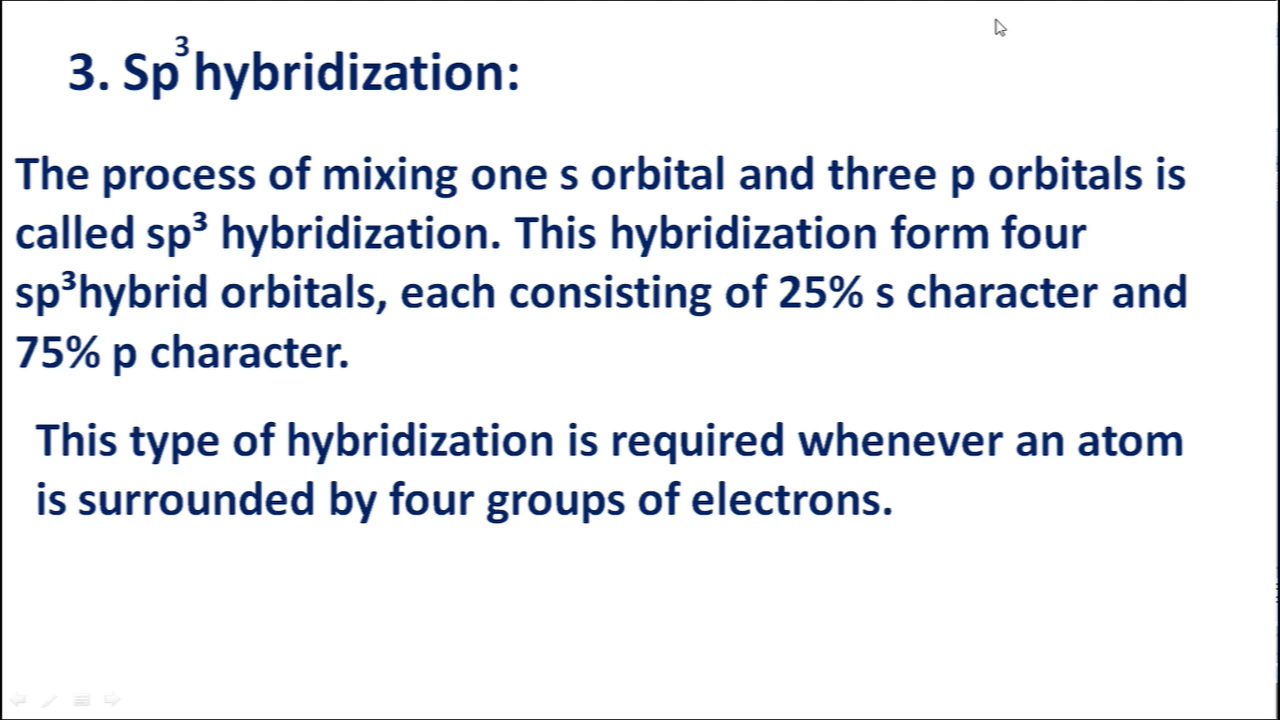 3. Sp³ hybridization:
The process of mixing one s orbital and three p orbitals is
called sp³ hybridization. This hybridization form four
sp³hybrid orbitals, each consisting of 25% s character and
75% p character.
This type of hybridization is required whenever an atom
is surrounded by four groups of electrons.